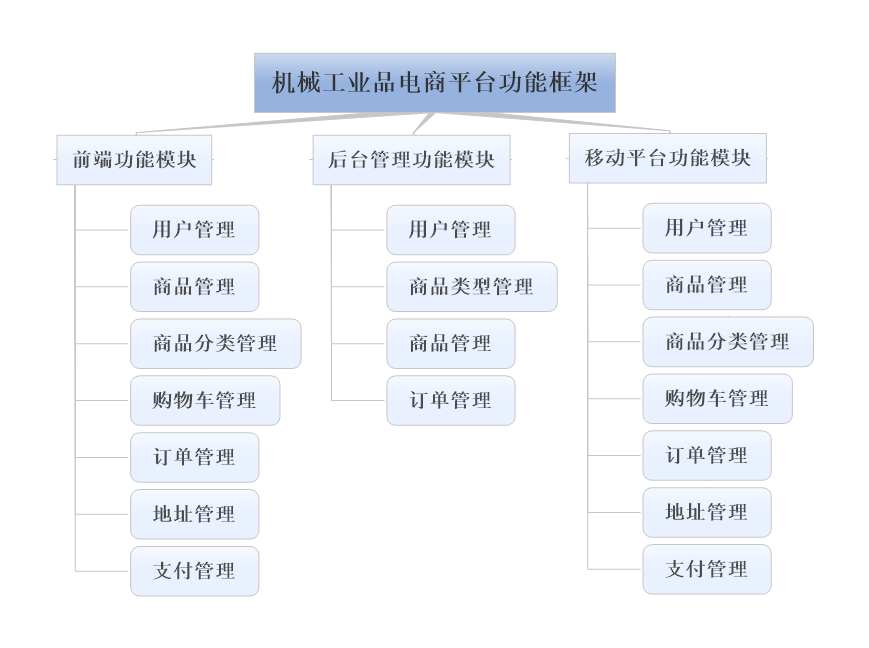 机械工业品电商平台功能框架
前端功能模块
用户管理
商品管理
商品分类管理
购物车管理
订单管理
地址管理
支付管理
后台管理功能模块
用户管理
商品类型管理
商品管理
订单管理
移动平台功能模块
用户管理
商品管理
商品分类管理
购物车管理
订单管理
地址管理
支付管理